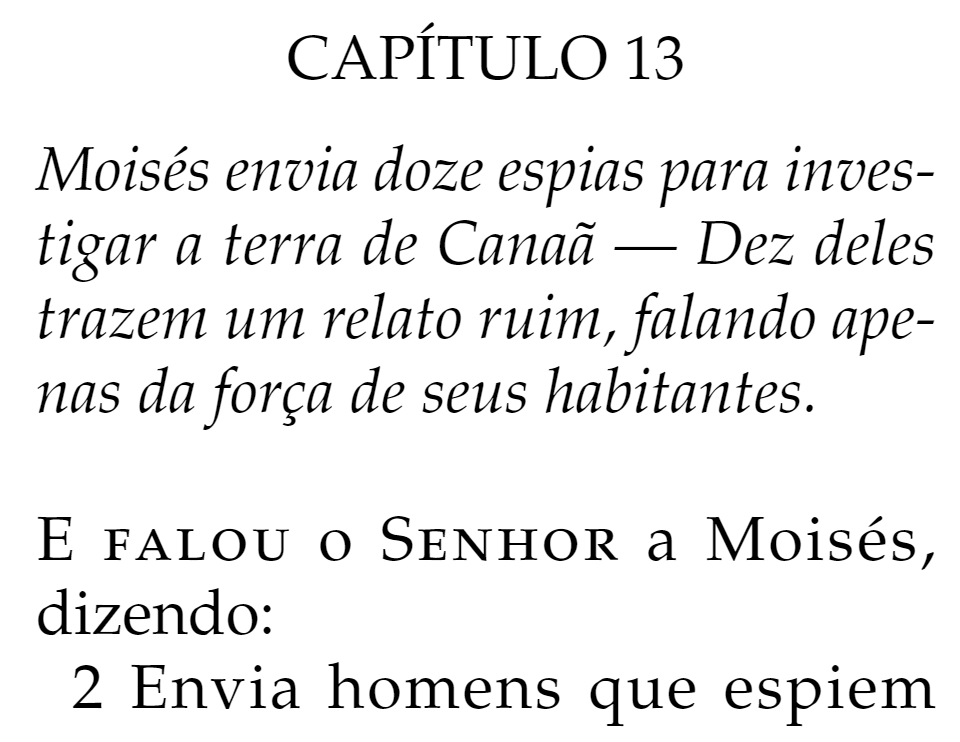 CAPÍTULO 13
Moisés envia doze espias para inves-
tigar a terra de Canaã — Dez deles
trazem um relato ruim, falando ape-
nas da força de seus habitantes.
E FALOU o SENHOR a Moisés,
dizendo:
2 Envia homens que espiem